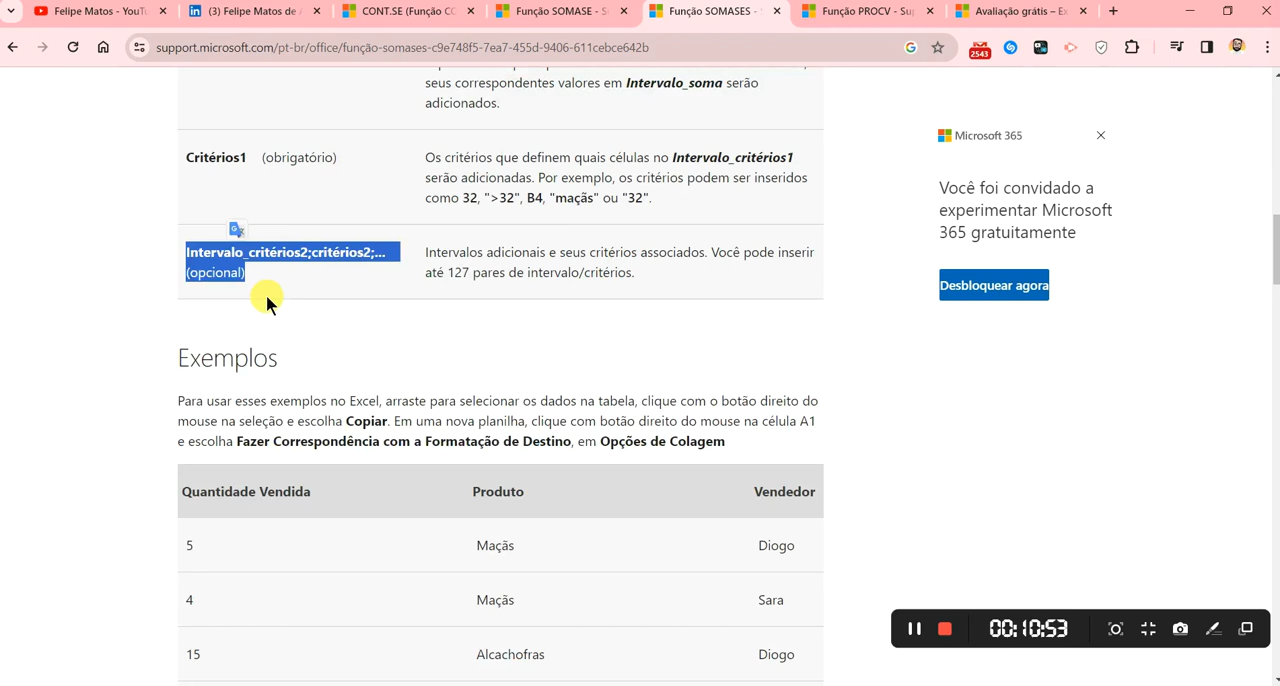 Felipe Matos - YouTu
(3) Felipe Matos de
CONT.SE (Função CO
Função SOMASE - S
Função SOMASES -
Função PROCV - Sup
Avaliação grátis – Ex
support.microsoft.com/pt-br/office/função-somases-c9e748f5-7ea7-455d-9406-611cebce642b
2543
seus correspondentes valores em Intervalo_soma serão
adicionados.
Critérios1 (obrigatório)
Os critérios que definem quais células no Intervalo_critérios1
serão adicionadas. Por exemplo, os critérios podem ser inseridos
como 32, ">32", B4, "maçãs" ou "32".
Intervalo_critérios2;critérios2;...
(opcional)
Intervalos adicionais e seus critérios associados. Você pode inserir
até 127 pares de intervalo/critérios.
Exemplos
Para usar esses exemplos no Excel, arraste para selecionar os dados na tabela, clique com o botão direito do
mouse na seleção e escolha Copiar. Em uma nova planilha, clique com botão direito do mouse na célula A1
e escolha Fazer Correspondência com a Formatação de Destino, em Opções de Colagem
Quantidade Vendida Produto Vendedor
5 Maçãs Diogo
4 Maçãs Sara
15 Alcachofras Diogo
Microsoft 365
Você foi convidado a
experimentar Microsoft
365 gratuitamente
Desbloquear agora
00:10:53